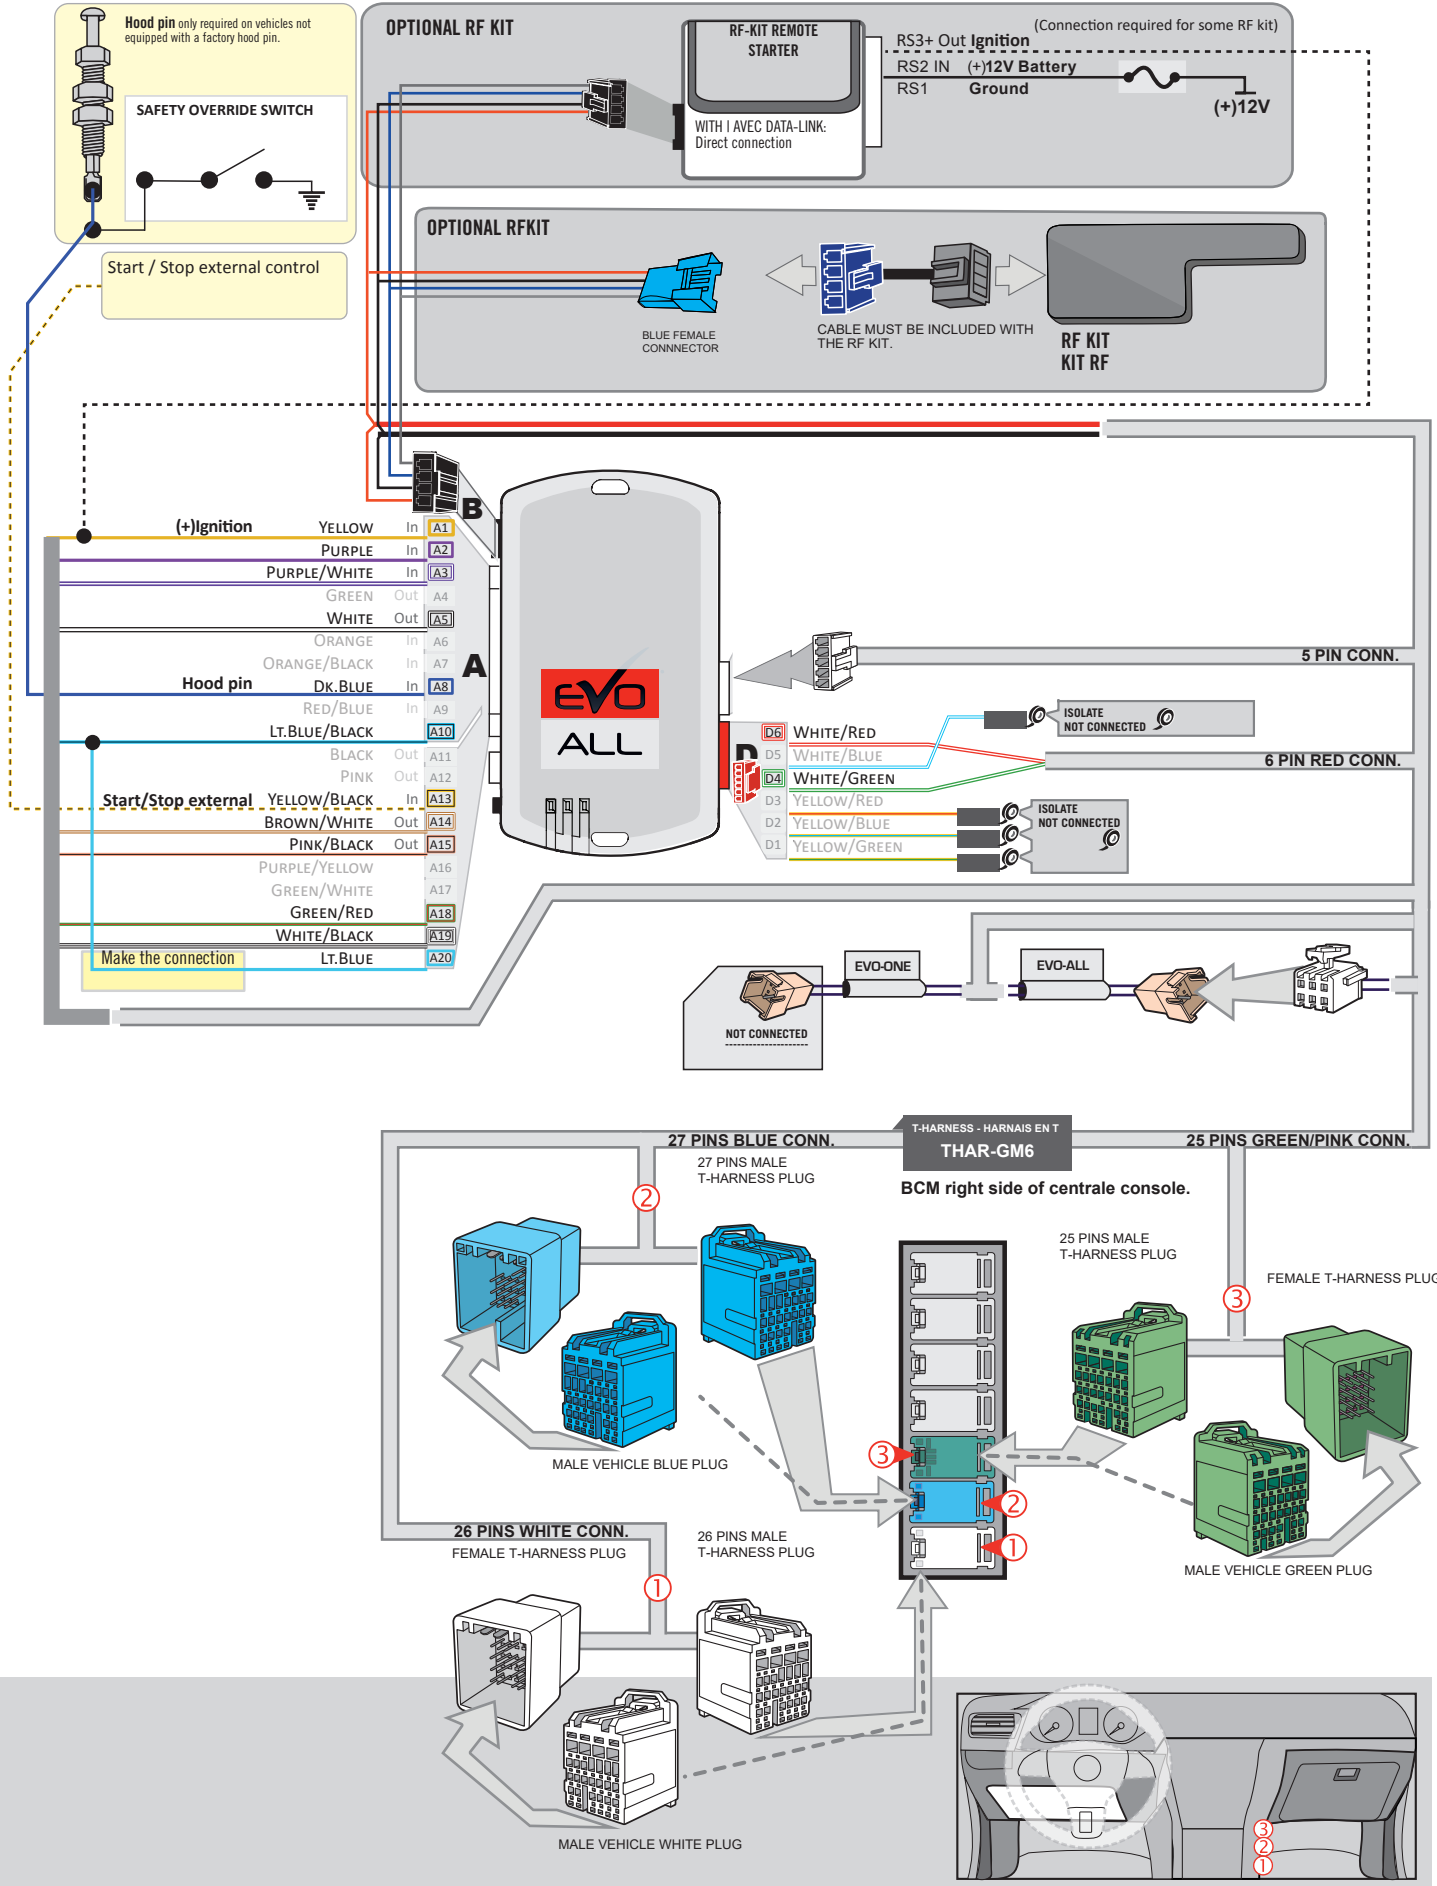 Hood pin only required on vehicles not
equipped with a factory hood pin.
SAFETY OVERRIDE SWITCH
Start / Stop external control
OPTIONAL RF KIT
RF-KIT REMOTE
STARTER
WITH | AVEC DATA-LINK:
Direct connection
(Connection required for some RF kit)
RS3+ Out Ignition
RS2 IN (+)12V Battery
RS1 Ground
(+)12V
OPTIONAL RFKIT
BLUE FEMALE
CONNNECTOR
CABLE MUST BE INCLUDED WITH
THE RF KIT.
RF KIT
KIT RF
B
A
D
(+)Ignition YELLOW In A1
PURPLE In A2
PURPLE/WHITE In A3
GREEN Out A4
WHITE Out A5
ORANGE In A6
ORANGE/BLACK In A7
Hood pin DK.BLUE In A8
RED/BLUE In A9
LT.BLUE/BLACK A10
BLACK Out A11
PINK Out A12
Start/Stop external YELLOW/BLACK In A13
BROWN/WHITE Out A14
PINK/BLACK Out A15
PURPLE/YELLOW A16
GREEN/WHITE A17
GREEN/RED A18
WHITE/BLACK A19
Make the connection LT.BLUE A20
EVO
ALL
5 PIN CONN.
D6 WHITE/RED
D5 WHITE/BLUE
D4 WHITE/GREEN
D3 YELLOW/RED
D2 YELLOW/BLUE
D1 YELLOW/GREEN
ISOLATE
NOT CONNECTED
6 PIN RED CONN.
ISOLATE
NOT CONNECTED
EVO-ONE
EVO-ALL
NOT CONNECTED
T-HARNESS - HARNAIS EN T
THAR-GM6
27 PINS BLUE CONN.
25 PINS GREEN/PINK CONN.
27 PINS MALE
T-HARNESS PLUG
BCM right side of centrale console.
2
25 PINS MALE
T-HARNESS PLUG
FEMALE T-HARNESS PLUG
3
MALE VEHICLE BLUE PLUG
3
2
1
26 PINS WHITE CONN.
FEMALE T-HARNESS PLUG
26 PINS MALE
T-HARNESS PLUG
1
MALE VEHICLE GREEN PLUG
MALE VEHICLE WHITE PLUG
3
2
1